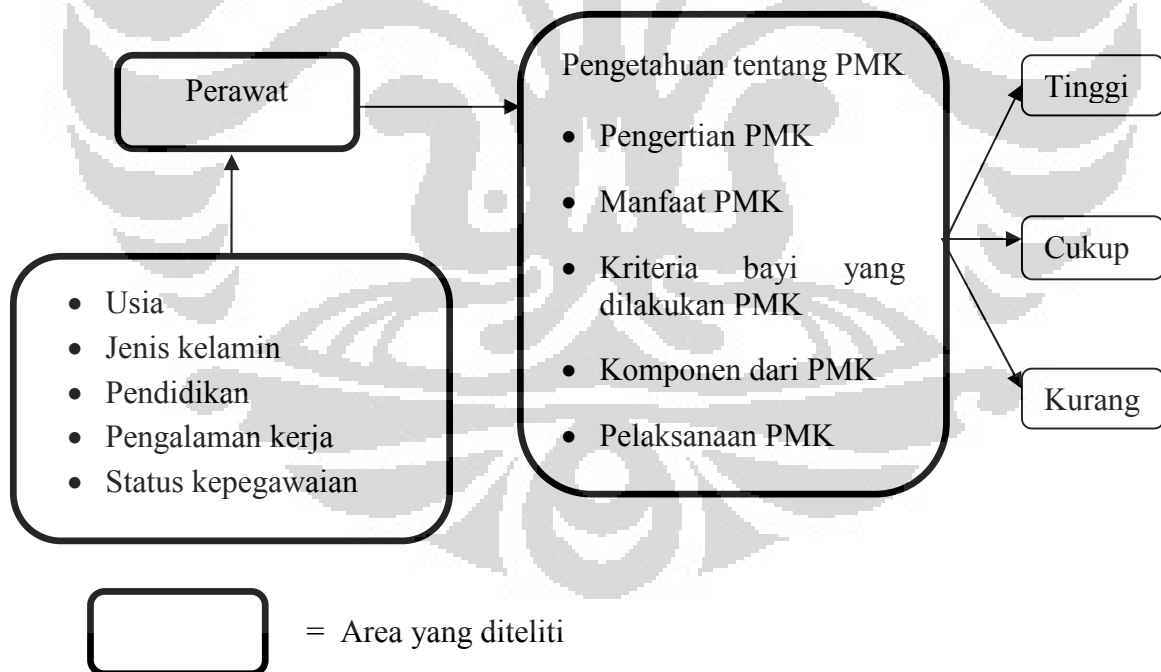 Perawat
Pengetahuan tentang PMK
• Pengertian PMK
• Manfaat PMK
• Kriteria bayi yang
dilakukan PMK
• Komponen dari PMK
• Pelaksanaan PMK
Tinggi
Cukup
Kurang
• Usia
• Jenis kelamin
• Pendidikan
• Pengalaman kerja
• Status kepegawaian
= Area yang diteliti